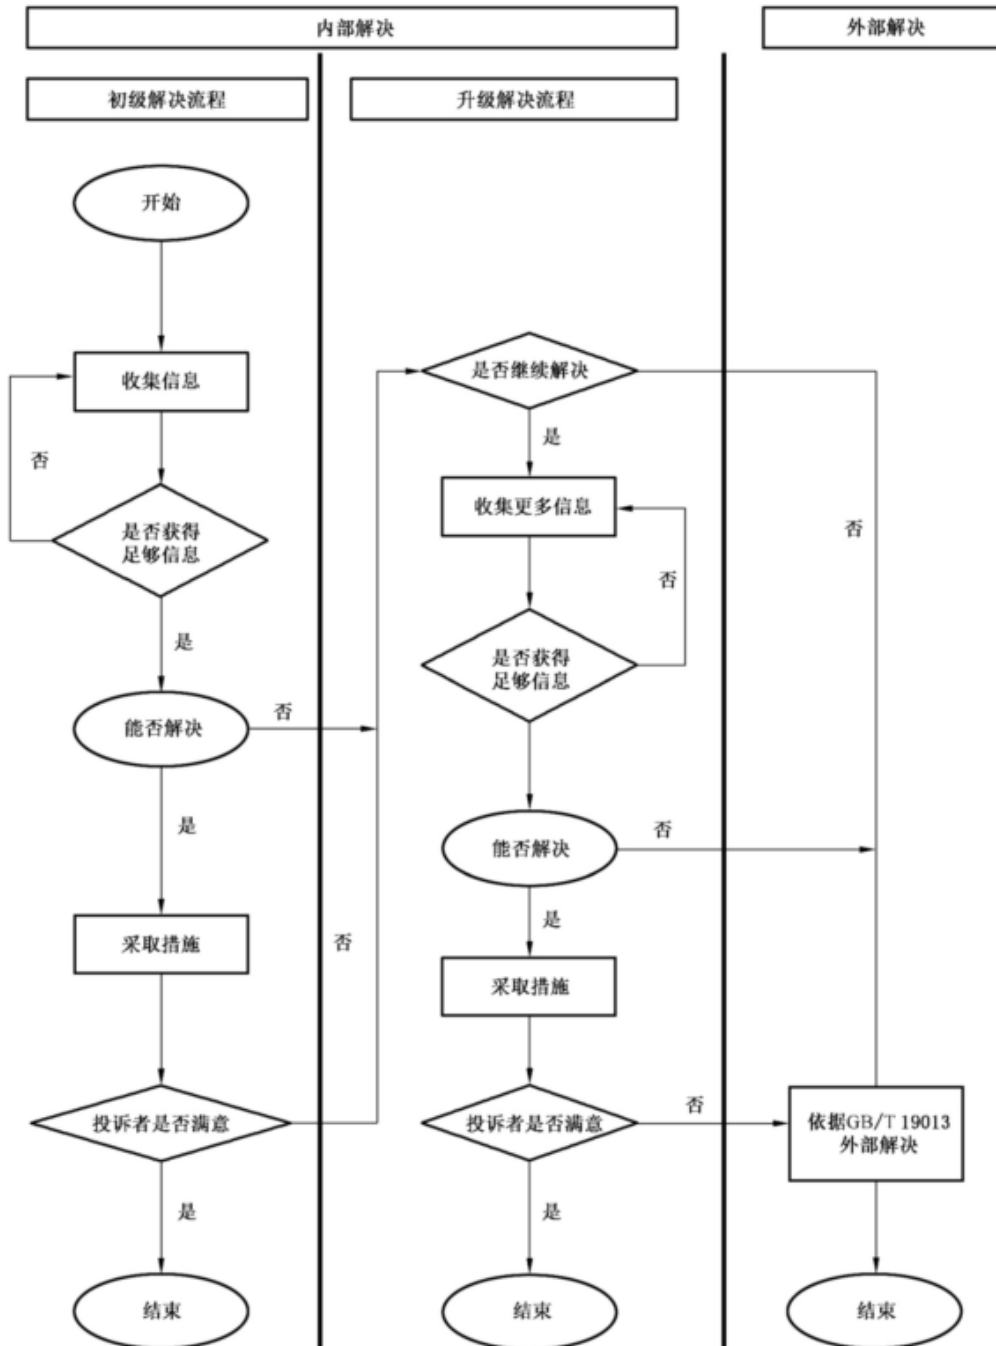 内部解决
外部解决
初级解决流程
升级解决流程
开始
收集信息
否
是否获得
足够信息
是
能否解决
否
是
采取措施
否
投诉者是否满意
是
结束
是否继续解决
是
收集更多信息
否
是否获得
足够信息
能否解决
否
是
采取措施
投诉者是否满意
否
是
结束
否
依据GB/T 19013
外部解决
结束